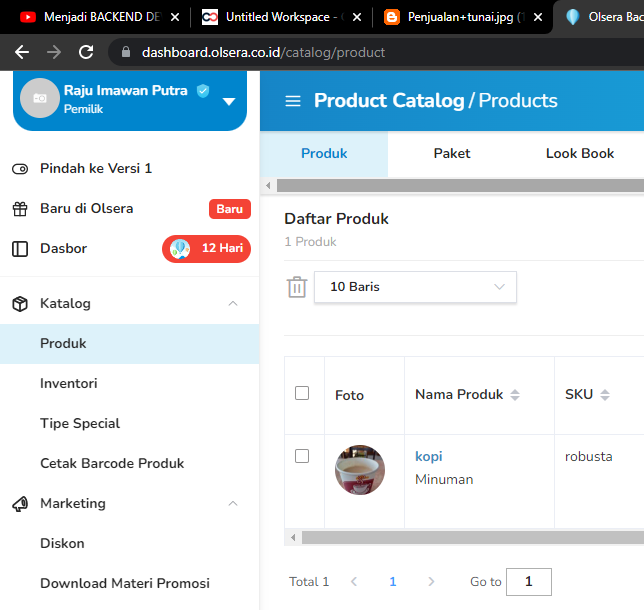 Menjadi BACKEND DE
Untitled Workspace -
Penjualan+tunai.jpg (1
Olsera Bac
dashboard.olsera.co.id/catalog/product
Raju Imawan Putra
Pemilik
Product Catalog / Products
Produk
Paket
Look Book
Pindah ke Versi 1
Baru di Olsera
Baru
Dasbor
12 Hari
Katalog
Produk
Inventori
Tipe Special
Cetak Barcode Produk
Marketing
Diskon
Download Materi Promosi
Daftar Produk
1 Produk
10 Baris
Foto
Nama Produk
SKU
kopi
Minuman
robusta
Total 1
1
Go to
1